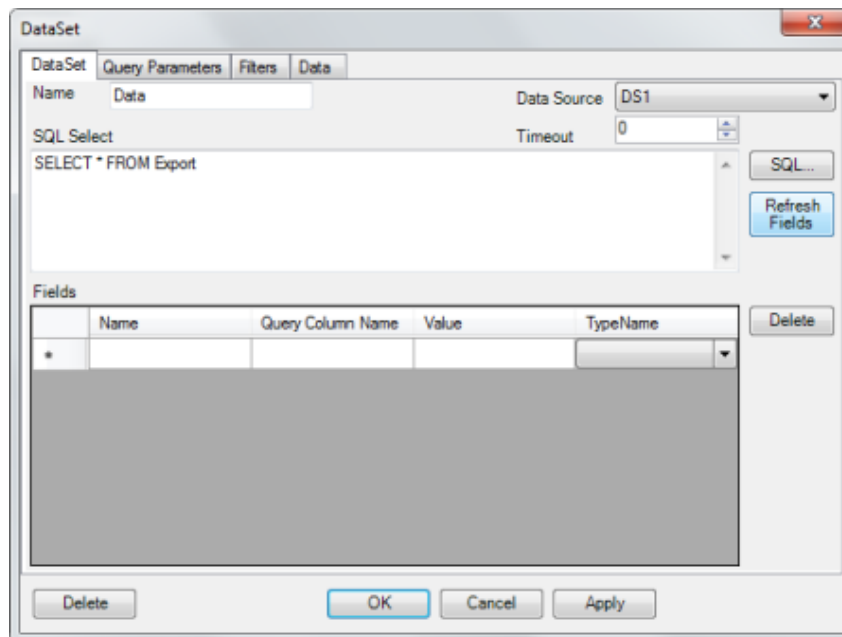 DataSet
DataSet Query Parameters Filters Data
Name Data Data Source DS1
SQL Select Timeout 0
SELECT * FROM Export
SQL...
Refresh
Fields
Fields
Name Query Column Name Value TypeName Delete
*
Delete OK Cancel Apply